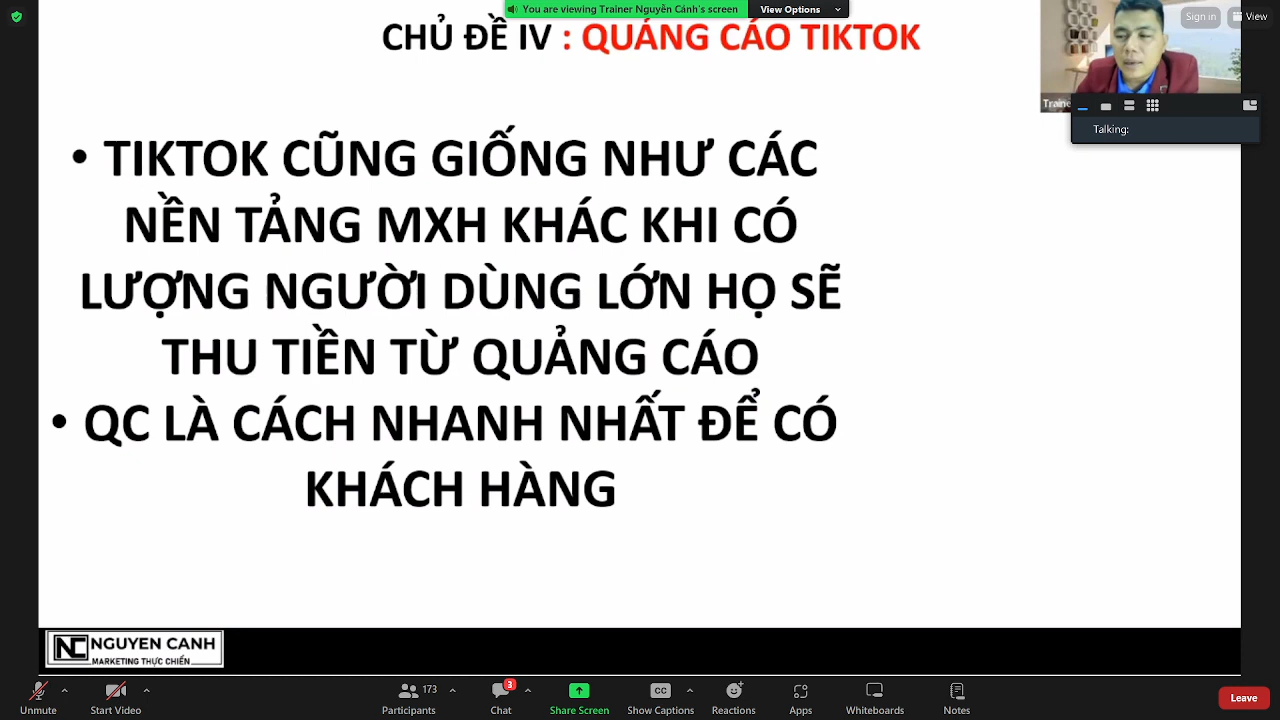 You are viewing Trainer Nguyễn Cảnh's screen
View Options
Sign in
View
CHỦ ĐỀ IV : QUẢNG CÁO TIKTOK
Talking:
• TIKTOK CŨNG GIỐNG NHƯ CÁC
NỀN TẢNG MXH KHÁC KHI CÓ
LƯỢNG NGƯỜI DÙNG LỚN HỌ SẼ
THU TIỀN TỪ QUẢNG CÁO
• QC LÀ CÁCH NHANH NHẤT ĐỂ CÓ
KHÁCH HÀNG
NC NGUYEN CANH
MARKETING THỰC CHIẾN
Unmute
Start Video
173
Participants
3
Chat
Share Screen
CC
Show Captions
Reactions
Apps
Whiteboards
Notes
Leave